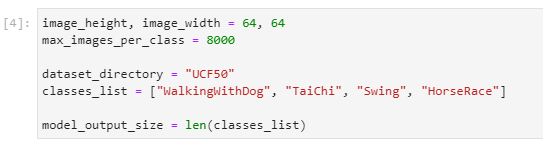 [4]: image_height, image_width = 64, 64
max_images_per_class = 8000
dataset_directory = "UCF50"
classes_list = ["WalkingWithDog", "TaiChi", "Swing", "HorseRace"]
model_output_size = len(classes_list)